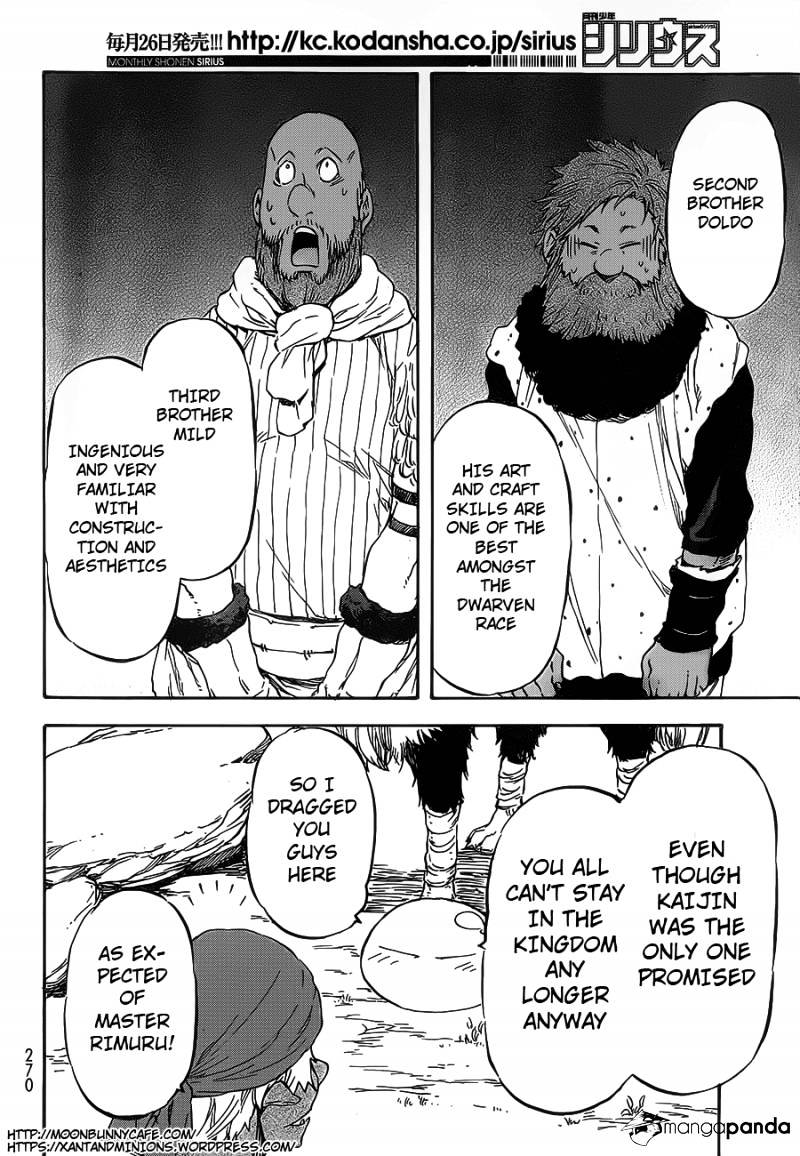 毎月26日発売!!! http://kc.kodansha.co.jp/sirius
月刊少年
シリウス
MONTHLY SHONEN SIRIUS
SECOND
BROTHER
DOLDO
HIS ART
AND CRAFT
SKILLS ARE
ONE OF THE
BEST
AMONGST
THE
DWARVEN
RACE
THIRD
BROTHER
MILD
INGENIOUS
AND VERY
FAMILIAR
WITH
CONSTRUC-
TION AND
AESTHETICS
EVEN
THOUGH
KAIJIN
WAS THE
ONLY ONE
PROMISED
YOU ALL
CAN'T STAY
IN THE
KINGDOM
ANY
LONGER
ANYWAY
SO I
DRAGGED
YOU
GUYS
HERE
AS EX-
PECTED
OF
MASTER
RIMURU!
270
HTTP://MOONBUNNYCAFE.COM/
HTTPS://XANTANDMINIONS.WORDPRESS.COM/
mangapanda